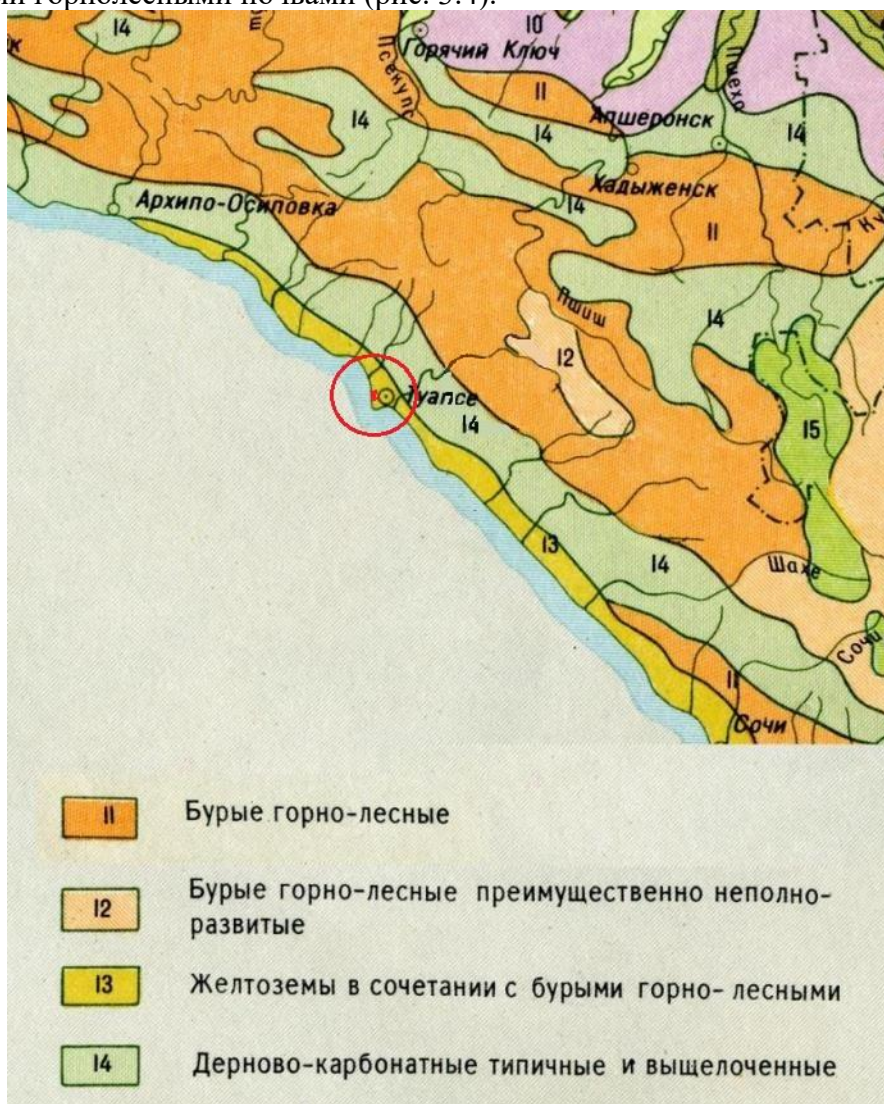 горнолесными почвами (рис. 3.4).
14
10
Горячий Ключ
Псекупс
Пшехо
11
14
14
Апшеронск
14
Хадыженск
14
Архипо-Осиповка
11
Пшиш
14
12
Туапсе
14
15
13
14
Шахе
Сочи
11
Сочи
11 Бурые горно-лесные
12 Бурые горно-лесные преимущественно неполно-
развитые
13 Желтоземы в сочетании с бурыми горно-лесными
14 Дерново-карбонатные типичные и выщелоченные